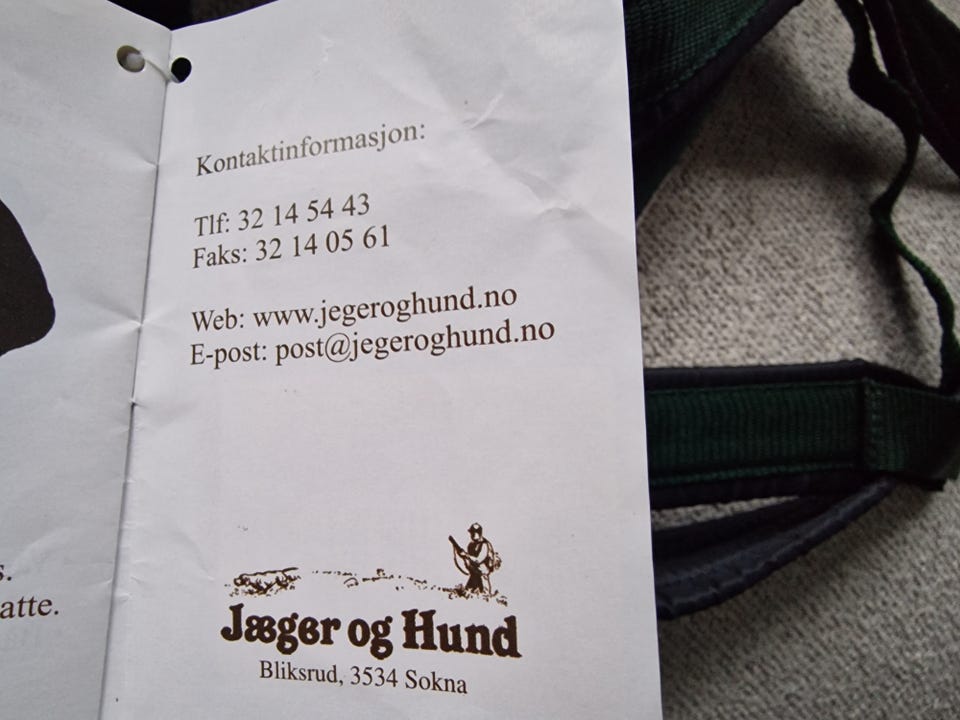 Kontaktinformasjon:
Tlf: 32 14 54 43
Faks: 32 14 05 61
Web: www.jegeroghund.no
E-post: post@jegeroghund.no
Jæger og Hund
Bliksrud, 3534 Sokna